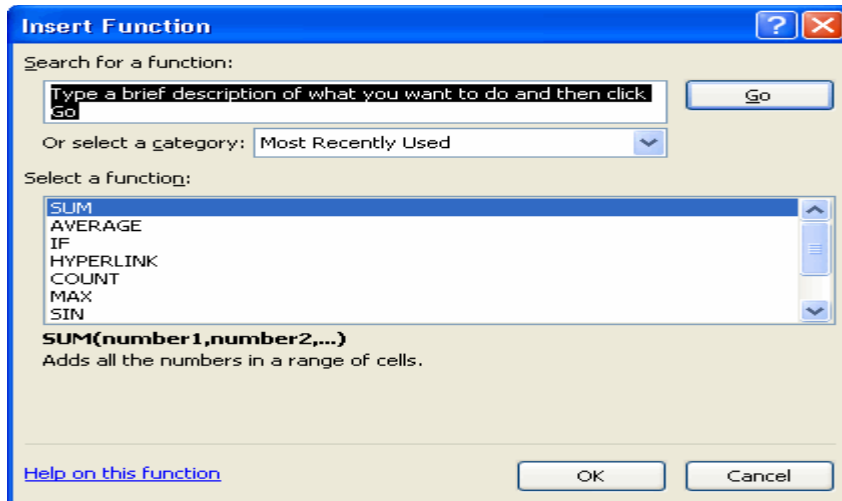 Insert Function
?
Search for a function:
Type a brief description of what you want to do and then click
Go
Go
Or select a category: Most Recently Used
Select a function:
SUM
AVERAGE
IF
HYPERLINK
COUNT
MAX
SIN
SUM(number1,number2,...)
Adds all the numbers in a range of cells.
Help on this function
OK
Cancel